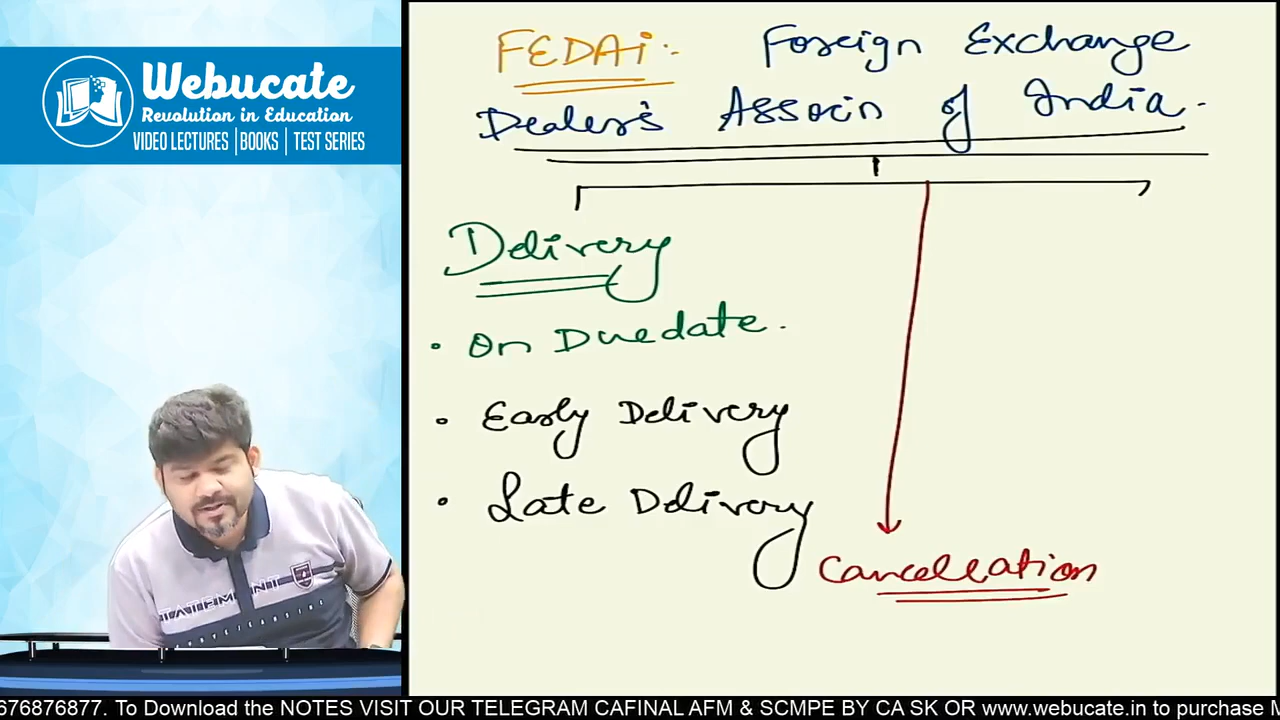 Webucate
Revolution in Education
VIDEO LECTURES | BOOKS | TEST SERIES
FEDAi:- Foreign Exchange
Dealer's Associn of India.
Delivery
• On Duedate.
• Early Delivery
• Late Delivery
Cancellation
TATEMENT
676876877. To Download the NOTES VISIT OUR TELEGRAM CAFINAL AFM & SCMPE BY CA SK OR www.webucate.in to purchase M